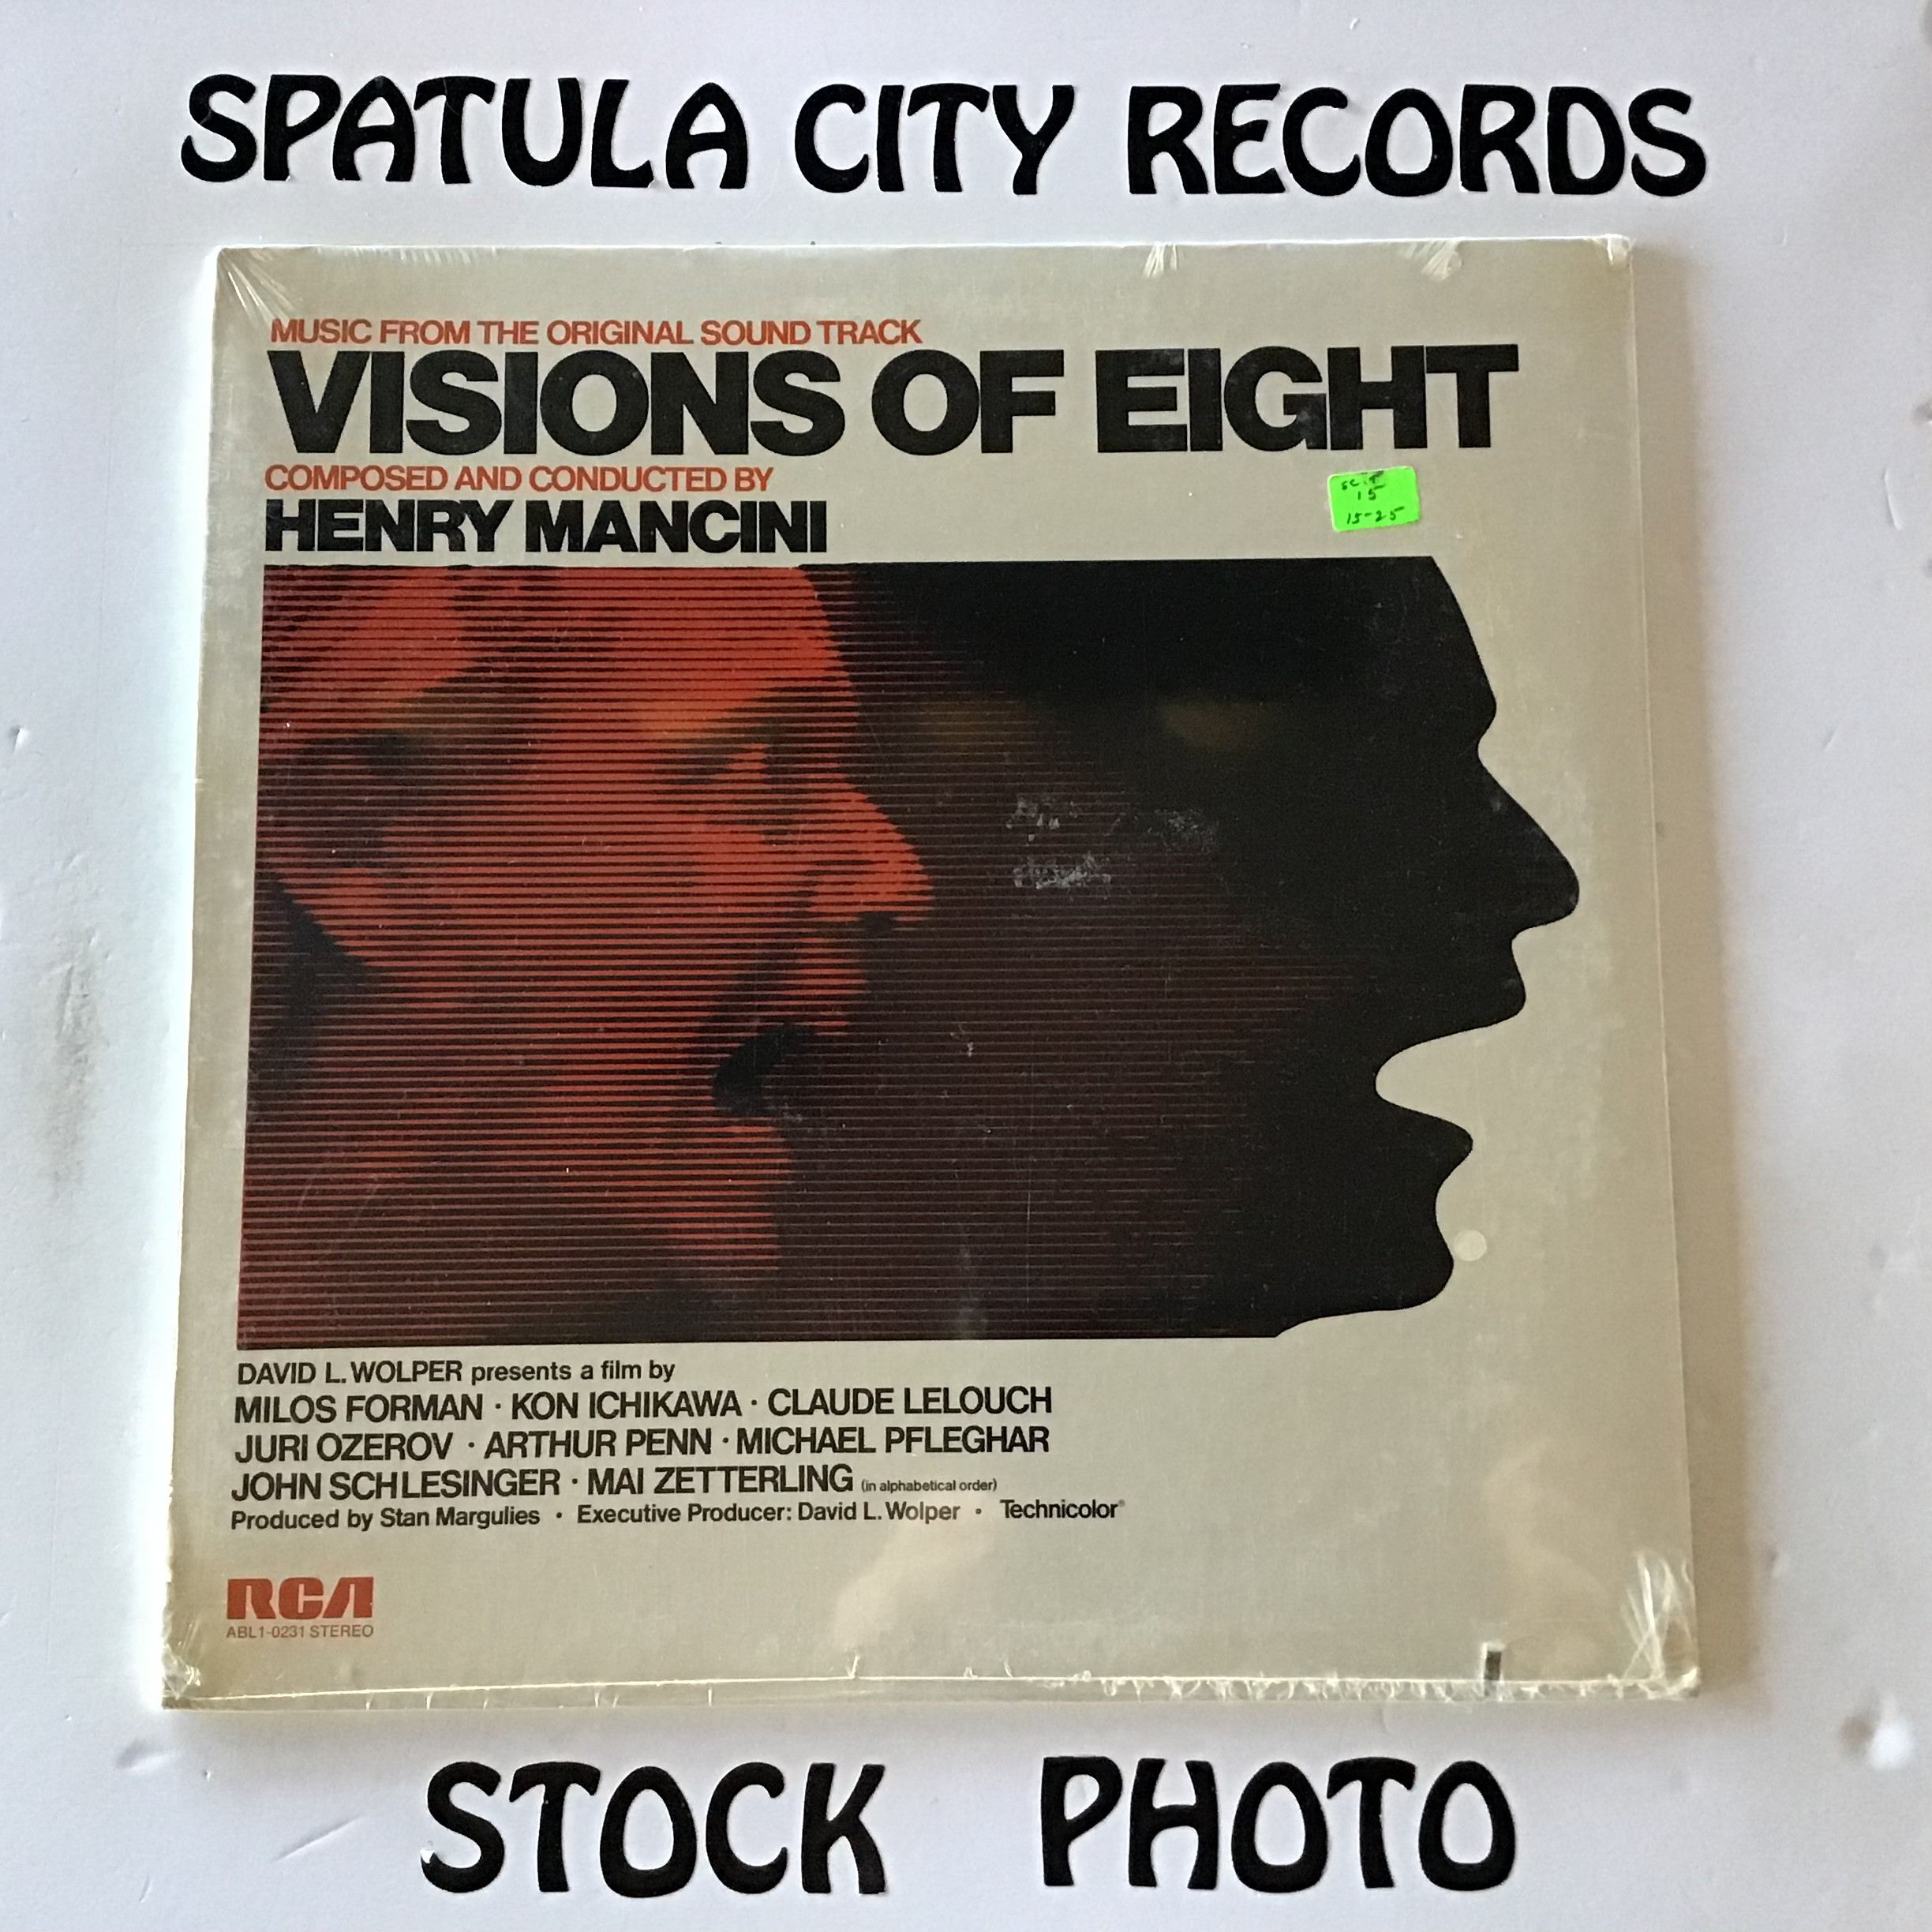 SPATULA CITY RECORDS
MUSIC FROM THE ORIGINAL SOUND TRACK
VISIONS OF EIGHT
COMPOSED AND CONDUCTED BY
HENRY MANCINI
15
15-25
DAVID L. WOLPER presents a film by
MILOS FORMAN · KON ICHIKAWA · CLAUDE LELOUCH
JURI OZEROV · ARTHUR PENN · MICHAEL PFLEGHAR
JOHN SCHLESINGER · MAI ZETTERLING (in alphabetical order)
Produced by Stan Margulies · Executive Producer: David L. Wolper · Technicolor®
RCA
ABL1-0231 STEREO
STOCK PHOTO